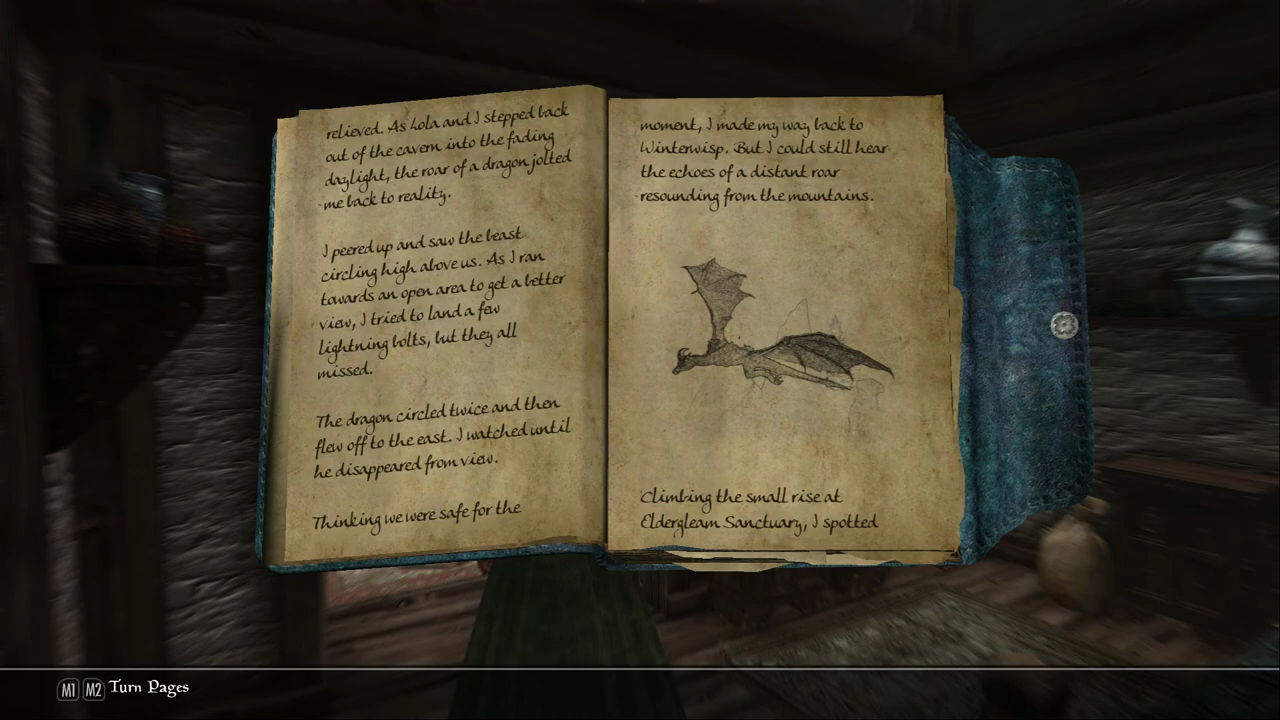 relieved. As Lola and I stepped back
out of the cavern into the fading
daylight, the roar of a dragon jolted
me back to reality.
I peered up and saw the beast
circling high above us. As I ran
towards an open area to get a better
view, I tried to land a few
lightning bolts, but they all
missed.
The dragon circled twice and then
flew off to the east. I watched until
he disappeared from view.
Thinking we were safe for the
moment, I made my way back to
Winterwisp. But I could still hear
the echoes of a distant roar
resounding from the mountains.
Climbing the small rise at
Eldergleam Sanctuary, I spotted
M1 M2 Turn Pages